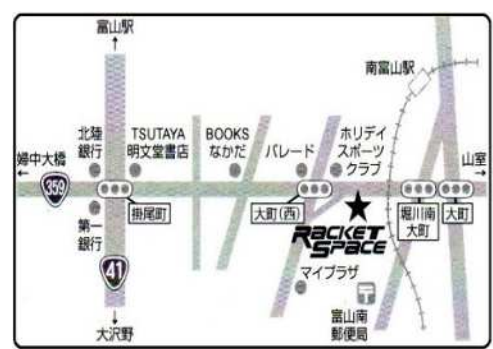 富山駅
南富山駅
北陸
銀行
TSUTAYA
明文堂書店
BOOKS
なかだ
パレード
ホリデイ
スポーツ
クラブ
婦中大橋
山室
359
掛尾町
大町(西)
堀川南
大町
大町
第一
銀行
RACKET
SPACE
41
マイプラザ
大沢野
富山南
郵便局